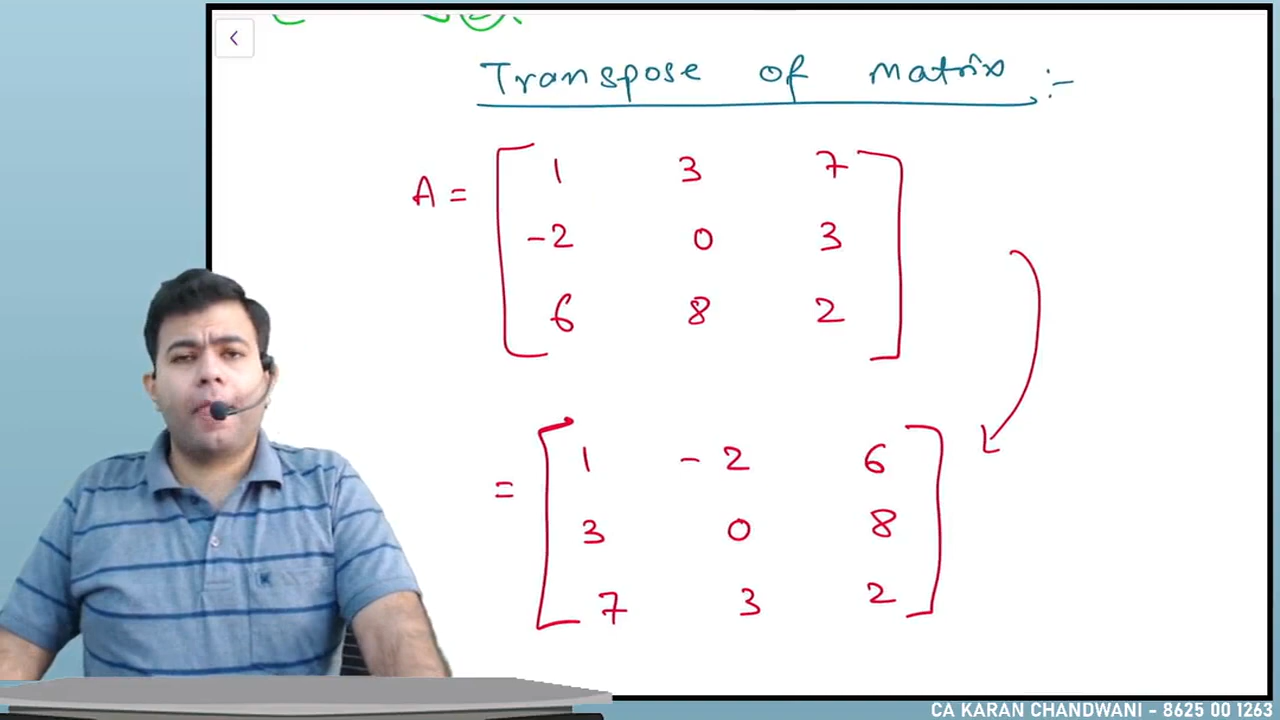 Transpose of matrix :-
A = [ 1 3 7
-2 0 3
6 8 2 ]
= [ 1 -2 6
3 0 8
7 3 2 ]
CA KARAN CHANDWANI - 8625 00 1263